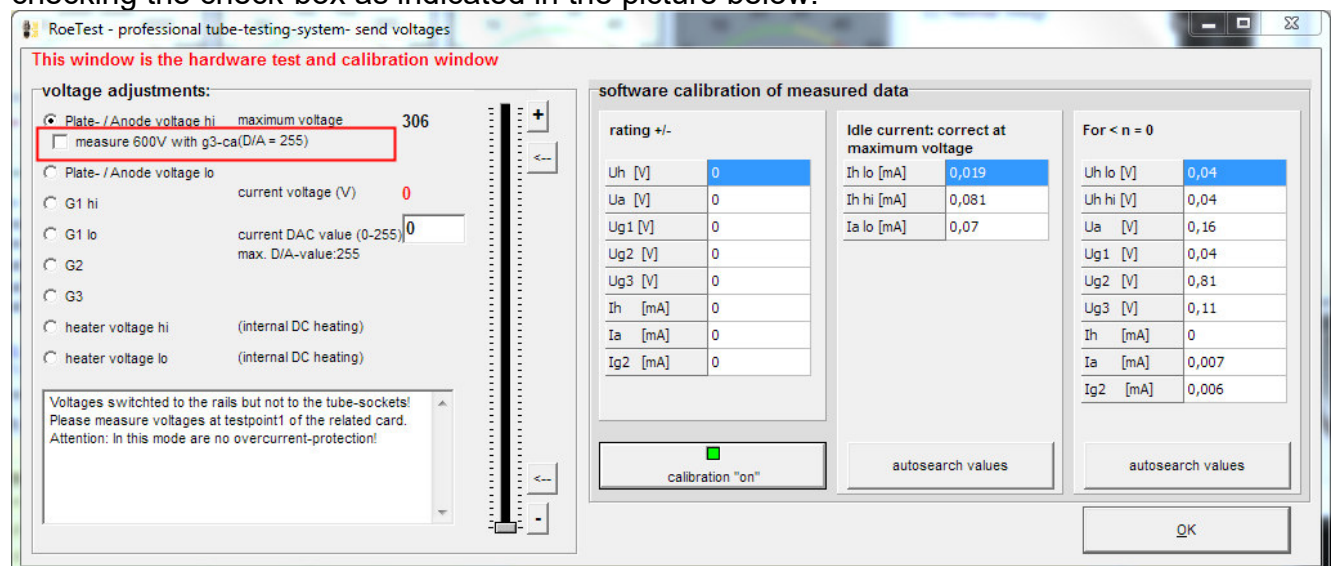 checking the check-box as indicated in the picture below.
RoeTest - professional tube-testing-system- send voltages
This window is the hardware test and calibration window
voltage adjustments:
Plate- / Anode voltage hi maximum voltage 306
measure 600V with g3-ca(D/A = 255)
Plate- / Anode voltage lo
current voltage (V) 0
G1 hi
G1 lo current DAC value (0-255) 0
max. D/A-value:255
G2
G3
heater voltage hi (internal DC heating)
heater voltage lo (internal DC heating)
Voltages switchted to the rails but not to the tube-sockets!
Please measure voltages at testpoint1 of the related card.
Attention: In this mode are no overcurrent-protection!
+
<--
<--
-
software calibration of measured data
rating +/-
Uh [V] 0
Ua [V] 0
Ug1 [V] 0
Ug2 [V] 0
Ug3 [V] 0
Ih [mA] 0
Ia [mA] 0
Ig2 [mA] 0
calibration "on"
Idle current: correct at
maximum voltage
Ih lo [mA] 0,019
Ih hi [mA] 0,081
Ia lo [mA] 0,07
autosearch values
For < n = 0
Uh lo [V] 0,04
Uh hi [V] 0,04
Ua [V] 0,16
Ug1 [V] 0,04
Ug2 [V] 0,81
Ug3 [V] 0,11
Ih [mA] 0
Ia [mA] 0,007
Ig2 [mA] 0,006
autosearch values
OK